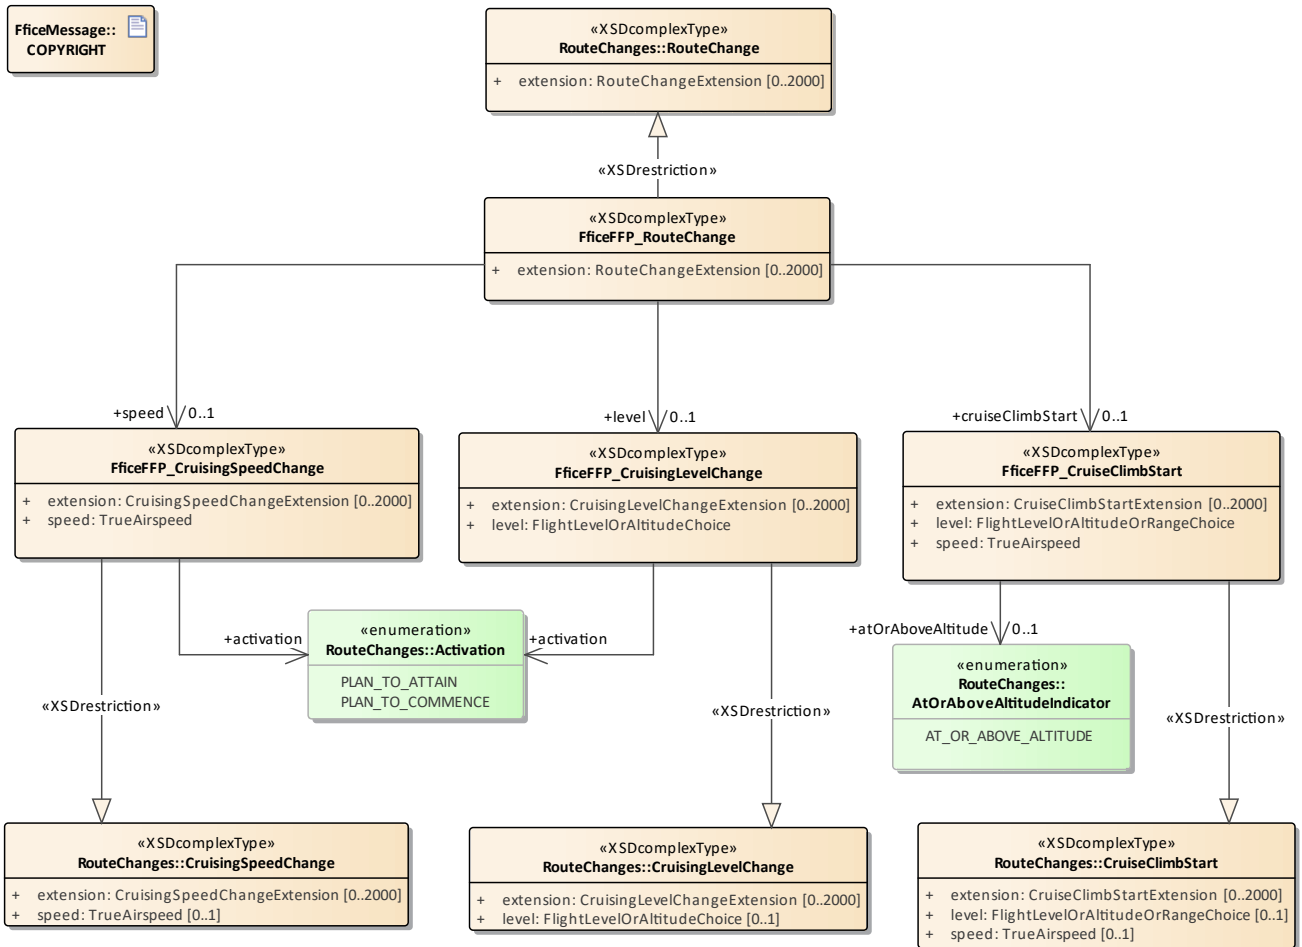 FficeMessage::
COPYRIGHT
«XSDcomplexType»
RouteChanges::RouteChange
+ extension: RouteChangeExtension [0..2000]
«XSDrestriction»
«XSDcomplexType»
FficeFFP_RouteChange
+ extension: RouteChangeExtension [0..2000]
+speed 0..1
+level 0..1
+cruiseClimbStart 0..1
«XSDcomplexType»
FficeFFP_CruisingSpeedChange
+ extension: CruisingSpeedChangeExtension [0..2000]
+ speed: TrueAirspeed
«XSDcomplexType»
FficeFFP_CruisingLevelChange
+ extension: CruisingLevelChangeExtension [0..2000]
+ level: FlightLevelOrAltitudeChoice
«XSDcomplexType»
FficeFFP_CruiseClimbStart
+ extension: CruiseClimbStartExtension [0..2000]
+ level: FlightLevelOrAltitudeOrRangeChoice
+ speed: TrueAirspeed
+activation
«enumeration»
RouteChanges::Activation
PLAN_TO_ATTAIN
PLAN_TO_COMMENCE
+activation
+atOrAboveAltitude 0..1
«enumeration»
RouteChanges::
AtOrAboveAltitudeIndicator
AT_OR_ABOVE_ALTITUDE
«XSDrestriction»
«XSDrestriction»
«XSDrestriction»
«XSDcomplexType»
RouteChanges::CruisingSpeedChange
+ extension: CruisingSpeedChangeExtension [0..2000]
+ speed: TrueAirspeed [0..1]
«XSDcomplexType»
RouteChanges::CruisingLevelChange
+ extension: CruisingLevelChangeExtension [0..2000]
+ level: FlightLevelOrAltitudeChoice [0..1]
«XSDcomplexType»
RouteChanges::CruiseClimbStart
+ extension: CruiseClimbStartExtension [0..2000]
+ level: FlightLevelOrAltitudeOrRangeChoice [0..1]
+ speed: TrueAirspeed [0..1]